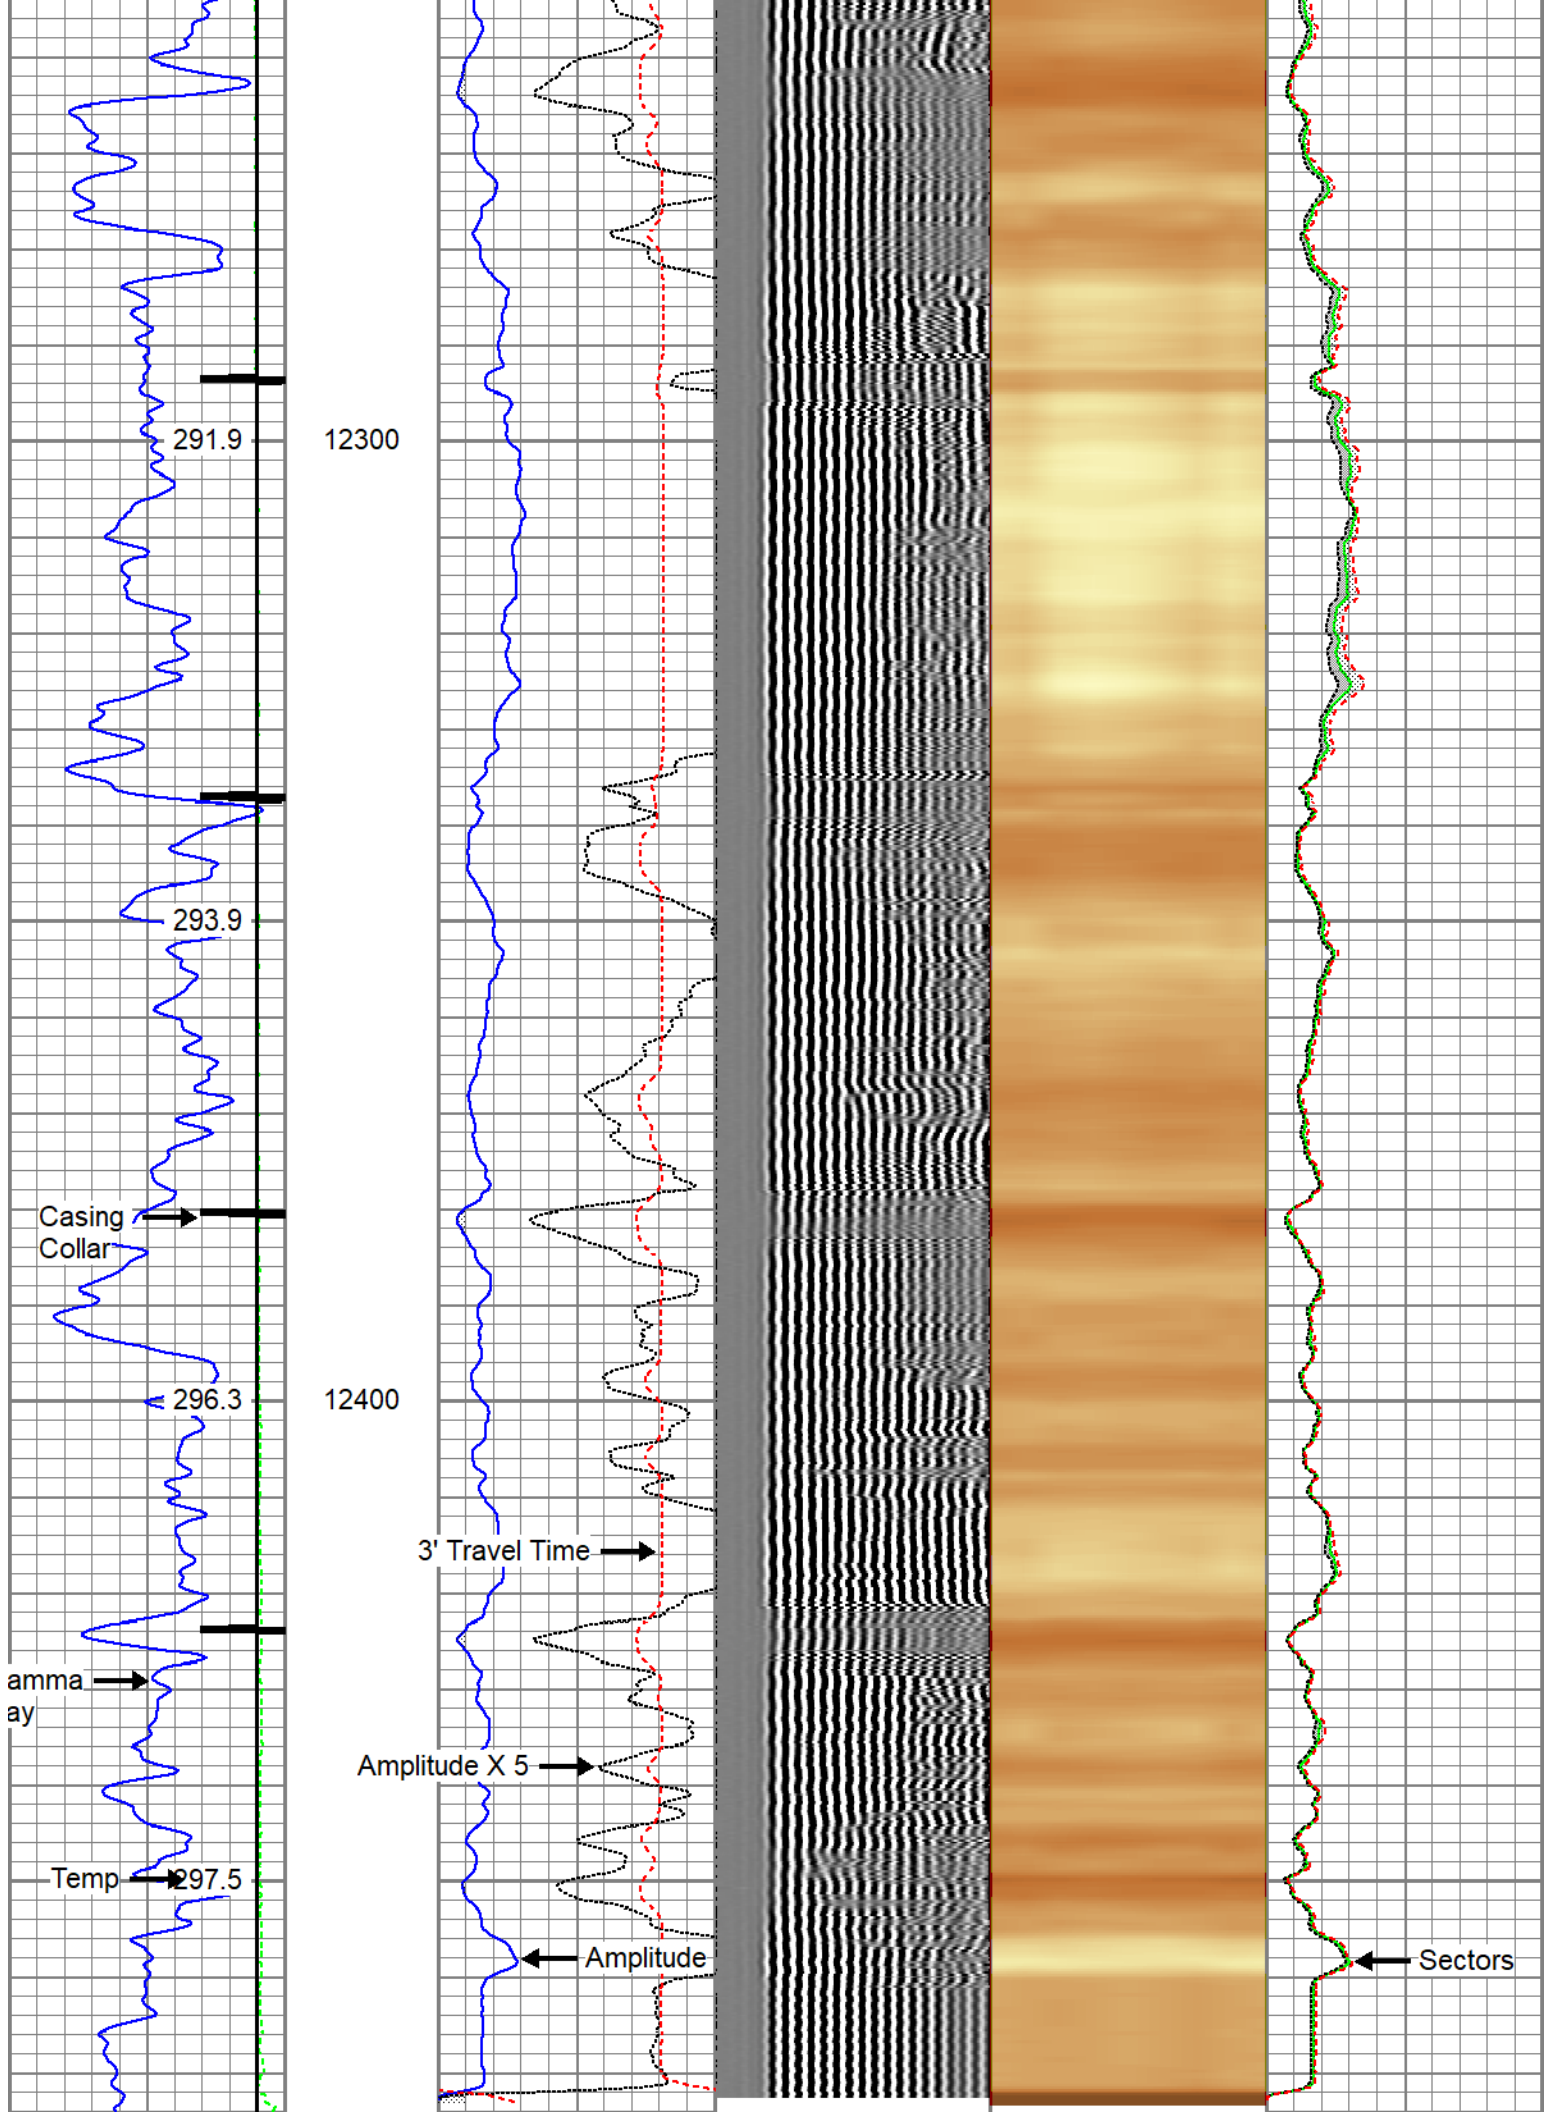 291.9 12300
293.9
Casing
Collar
296.3 12400
3' Travel Time
amma
ay
Amplitude X 5
Temp 297.5
Amplitude
Sectors